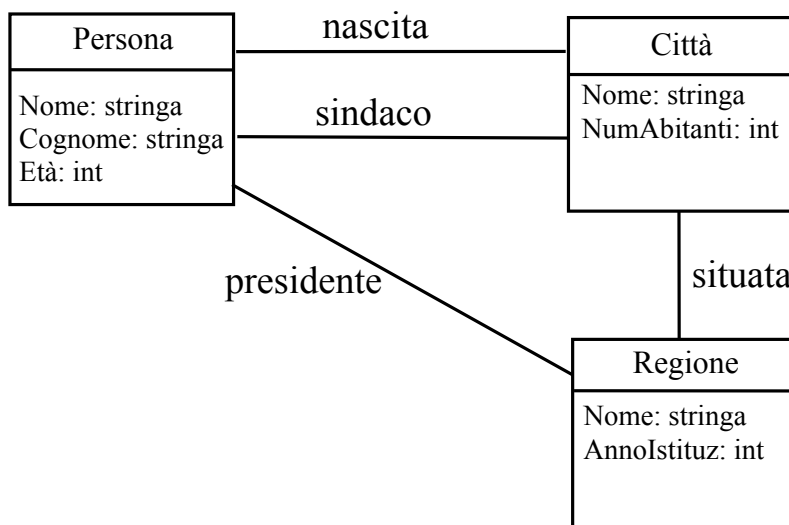 Persona
Nome: stringa
Cognome: stringa
Età: int
nascita
sindaco
Città
Nome: stringa
NumAbitanti: int
presidente
situata
Regione
Nome: stringa
AnnoIstituz: int